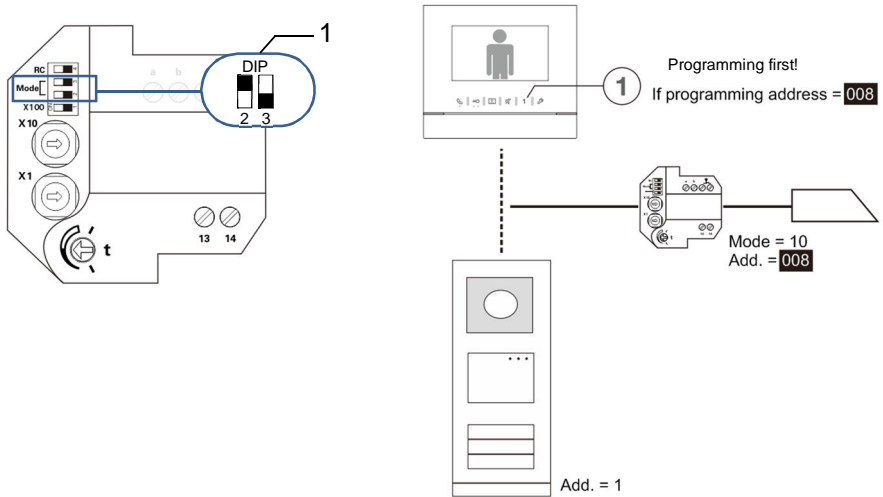 1
DIP
2 3
RC
Mode
X100
a b
X10
X1
t
13 14
1
1
Programming first!
If programming address = 008
Mode = 10
Add. = 008
Add. = 1